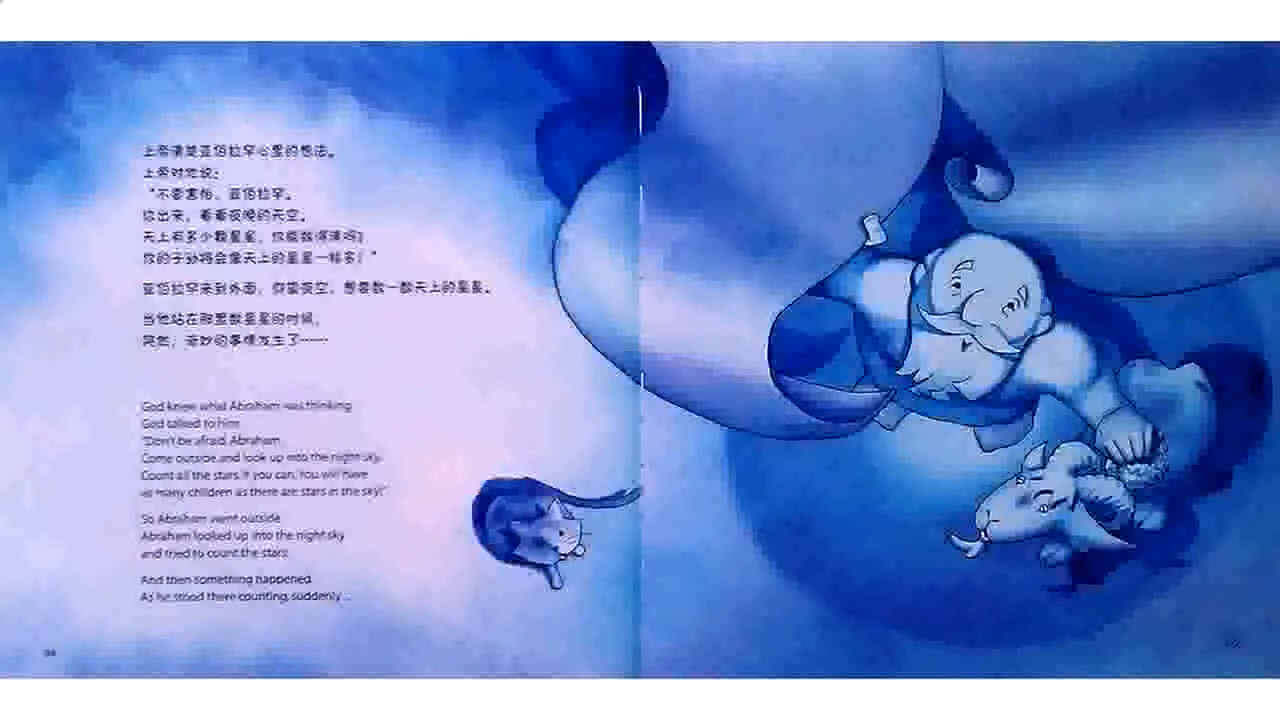 上帝清楚亚伯拉罕心里的想法。
上帝对他说：
“不要害怕，亚伯拉罕。
你出来，看看夜晚的天空。
天上有多少颗星星，你能数得清吗？
你的子孙将会像天上的星星一样多！”
亚伯拉罕来到外面，仰望夜空，想要数一数天上的星星。
当他站在那里数星星的时候，
突然，奇妙的事情发生了……
God knew what Abraham was thinking.
God talked to him.
"Don't be afraid, Abraham.
Come outside and look up into the night sky.
Count all the stars if you can. You will have
as many children as there are stars in the sky!"
So Abraham went outside.
Abraham looked up into the night sky
and tried to count the stars.
And then something happened.
As he stood there counting, suddenly ...